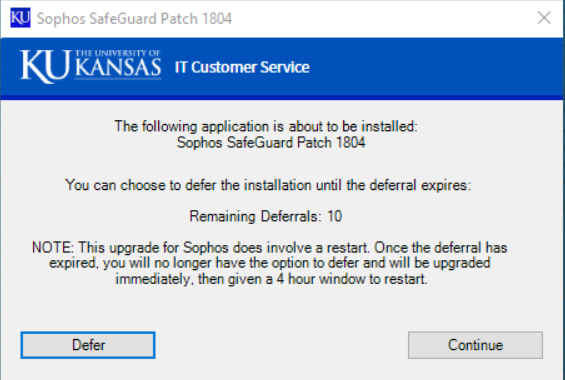 KU Sophos SafeGuard Patch 1804
KU THE UNIVERSITY OF KANSAS IT Customer Service
The following application is about to be installed:
Sophos SafeGuard Patch 1804
You can choose to defer the installation until the deferral expires:
Remaining Deferrals: 10
NOTE: This upgrade for Sophos does involve a restart. Once the deferral has
expired, you will no longer have the option to defer and will be upgraded
immediately, then given a 4 hour window to restart.
Defer Continue